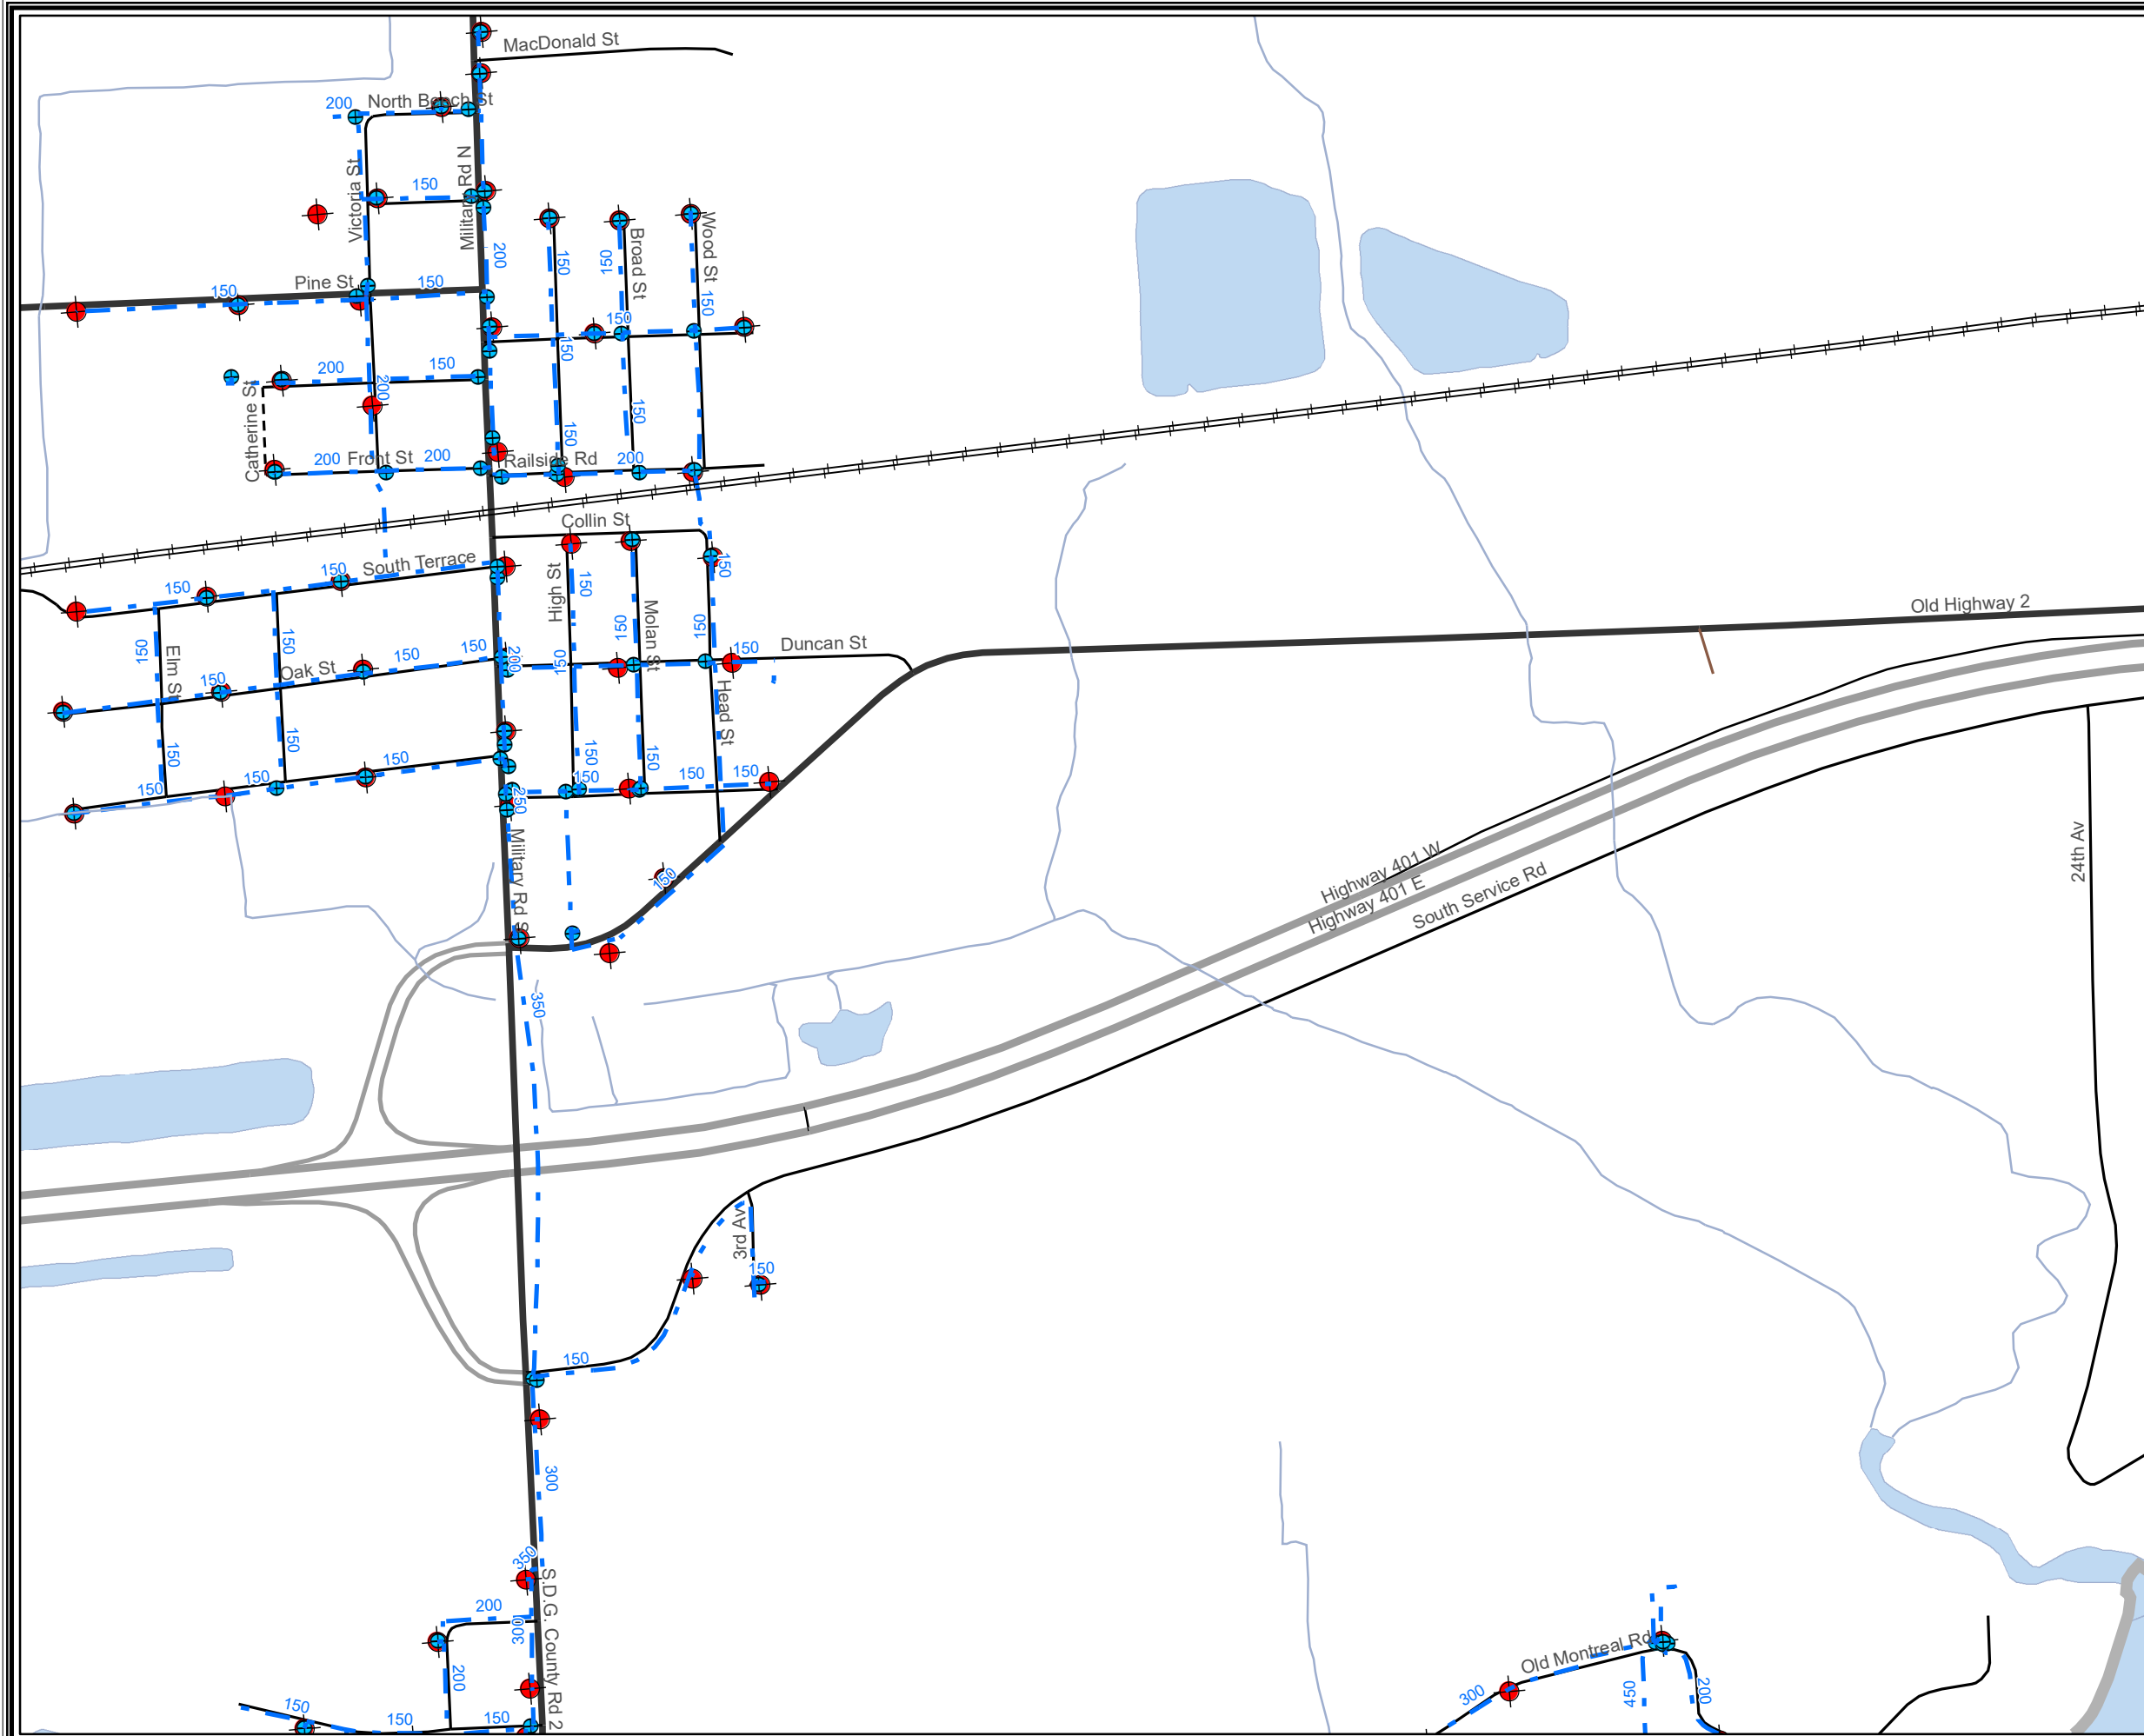 MacDonald St
200
North Beech St
Military Rd N
Victoria St
150
200
150
150
Broad St
Wood St
Pine St
150
150
150
150
200
150
150
200
Catherine St
150
150
200
Front St
200
Railside Rd
200
Collin St
150
South Terrace
150
150
150
High St
150
150
150
Elm St
150
Molan St
150
Duncan St
150
Old Highway 2
Oak St
150
150
200
150
150
Head St
150
150
150
150
150
150
150
150
150
150
250
Military Rd S
150
24th Av
Highway 401 W
Highway 401 E
South Service Rd
350
3rd Av
150
150
300
350
S.D.G. County Rd 2
200
300
200
150
150
150
Old Montreal Rd
300
450
200